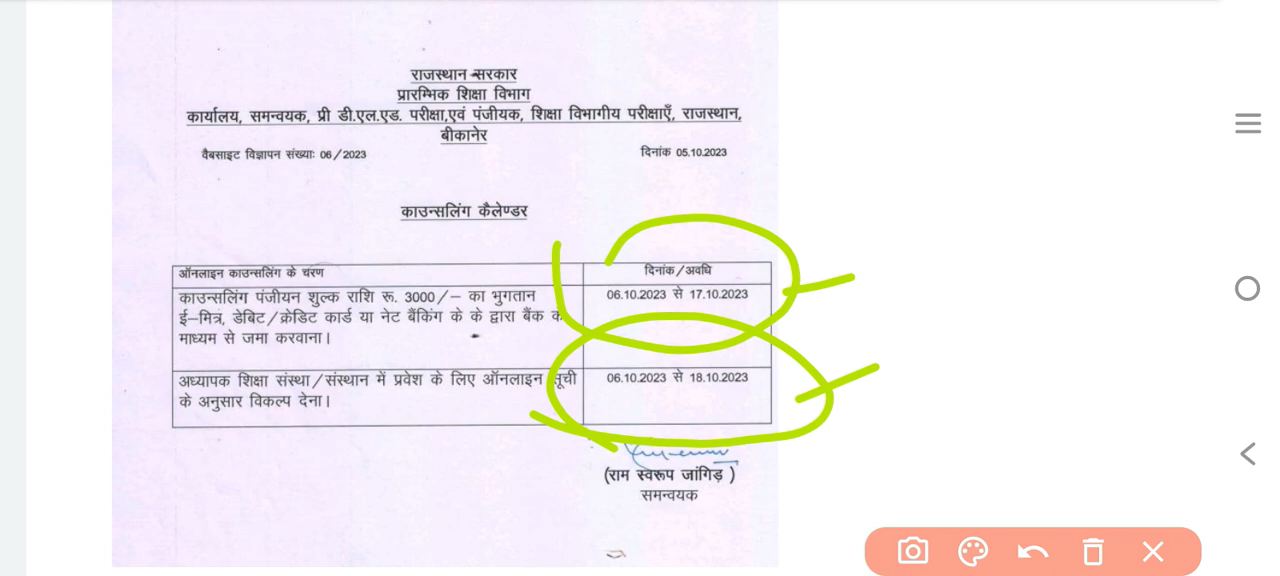 राजस्थान सरकार
प्रारम्भिक शिक्षा विभाग
कार्यालय, समन्वयक, प्री डी.एल.एड. परीक्षा,एवं पंजीयक, शिक्षा विभागीय परीक्षाएँ, राजस्थान,
बीकानेर
वैबसाइट विज्ञापन संख्याः 06/2023 दिनांक 05.10.2023
काउन्सलिंग कैलेण्डर
ऑनलाइन काउन्सलिंग के चरण दिनांक/अवधि
काउन्सलिंग पंजीयन शुल्क राशि रू. 3000/– का भुगतान 06.10.2023 से 17.10.2023
ई–मित्र, डेबिट/क्रेडिट कार्ड या नेट बैंकिंग के के द्वारा बैंक के
माध्यम से जमा करवाना।
अध्यापक शिक्षा संस्था/संस्थान में प्रवेश के लिए ऑनलाइन सूची 06.10.2023 से 18.10.2023
के अनुसार विकल्प देना।
(राम स्वरूप जांगिड़ )
समन्वयक